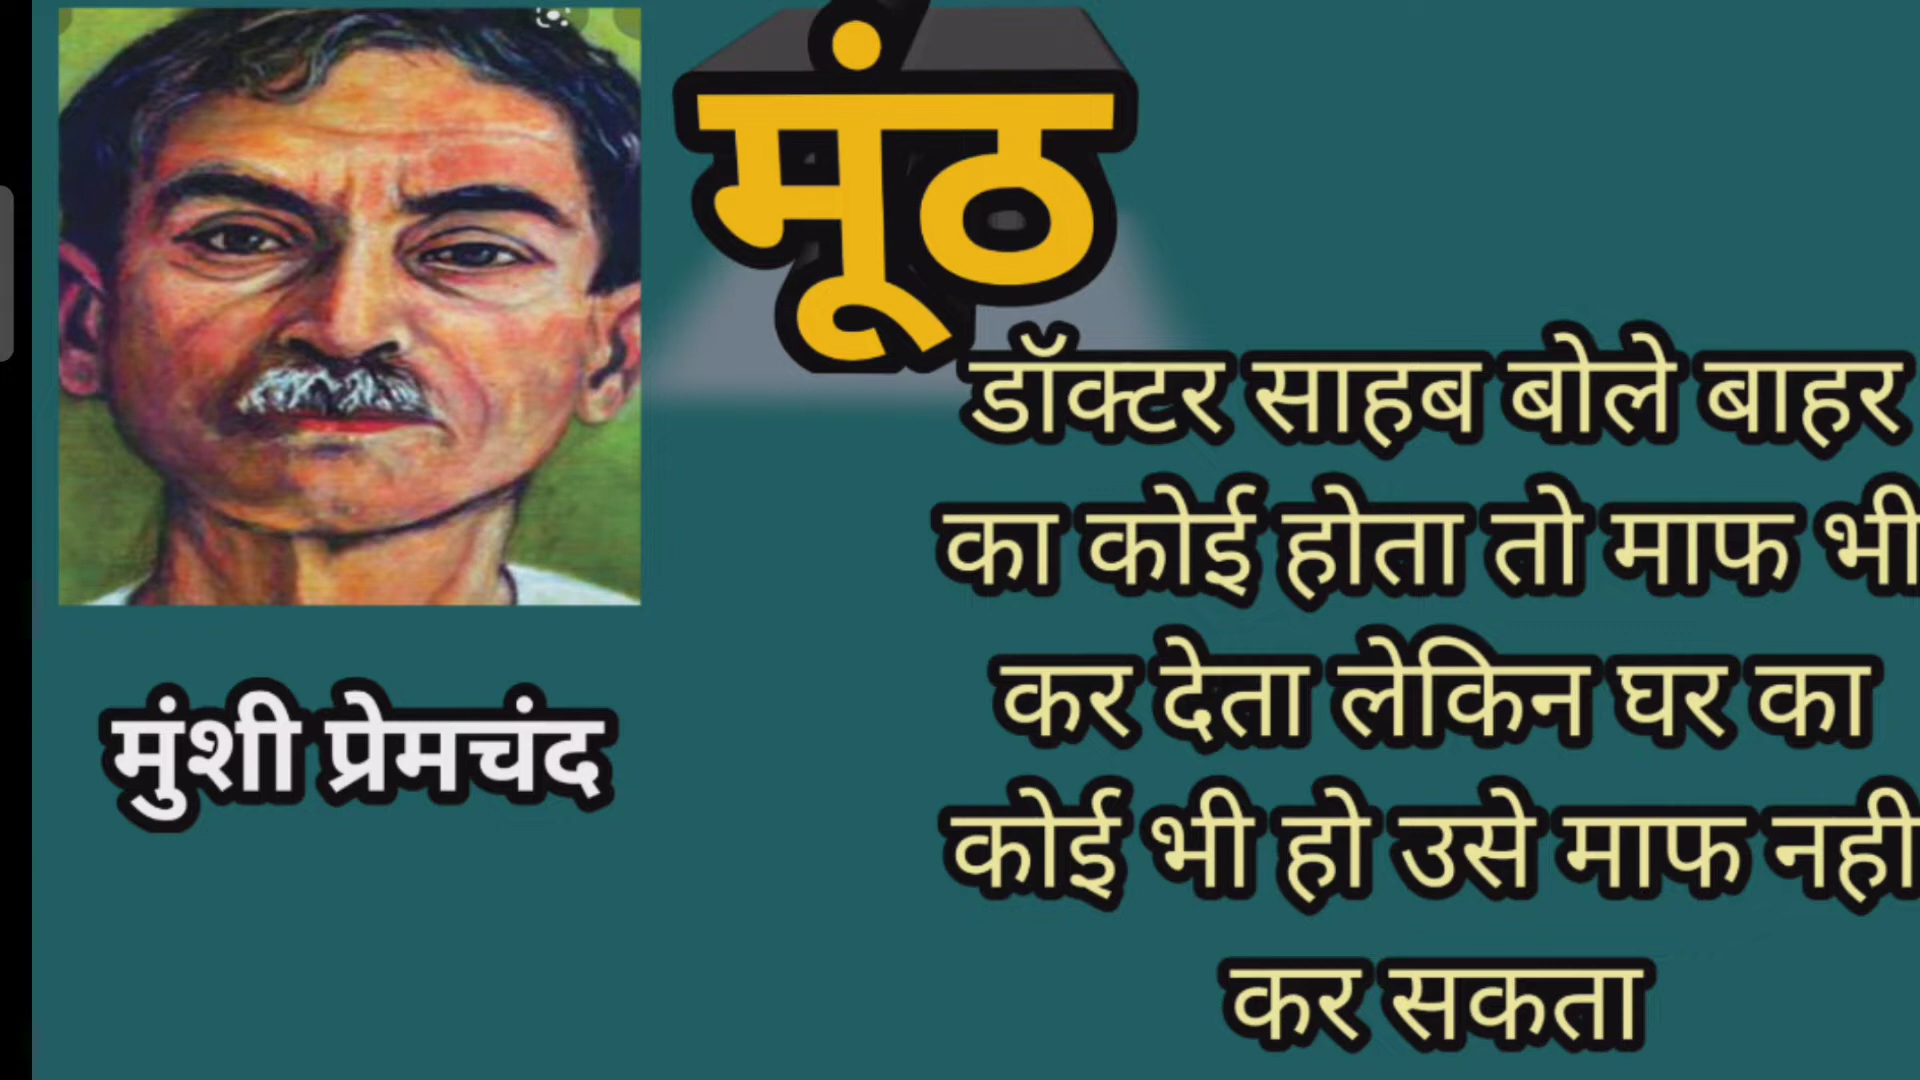 मूंठ
डॉक्टर साहब बोले बाहर
का कोई होता तो माफ भी
कर देता लेकिन घर का
कोई भी हो उसे माफ नही
कर सकता
मुंशी प्रेमचंद